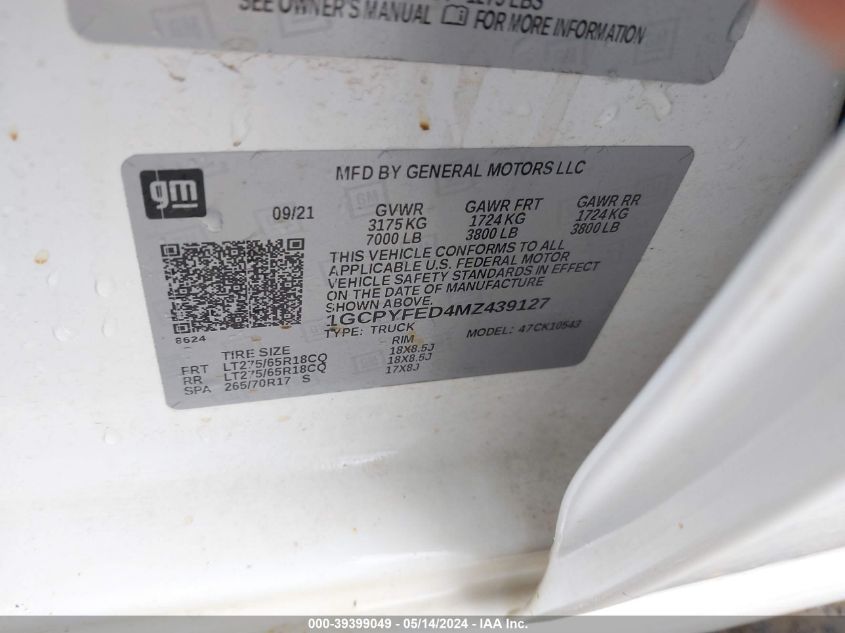 1275 LBS
SEE OWNER'S MANUAL FOR MORE INFORMATION
gm
MFD BY GENERAL MOTORS LLC
09/21
GVWR GAWR FRT GAWR RR
3175 KG 1724 KG 1724 KG
7000 LB 3800 LB 3800 LB
THIS VEHICLE CONFORMS TO ALL
APPLICABLE U.S. FEDERAL MOTOR
VEHICLE SAFETY STANDARDS IN EFFECT
ON THE DATE OF MANUFACTURE
SHOWN ABOVE.
1GCPYFED4MZ439127
TYPE: TRUCK MODEL: 47CK10543
8624
TIRE SIZE RIM
FRT LT275/65R18CQ 18X8.5J
RR LT275/65R18CQ 18X8.5J
SPA 265/70R17 S 17X8J
000-39399049 - 05/14/2024 - IAA Inc.